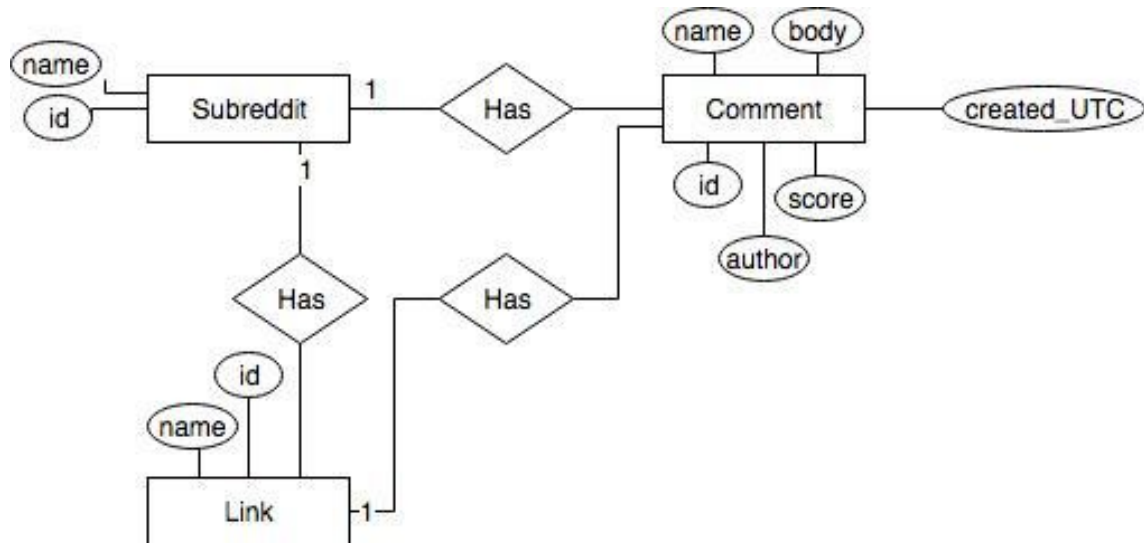 name
body
name
1
Subreddit
Has
Comment
created_UTC
id
id
score
1
author
Has
Has
id
name
Link
1